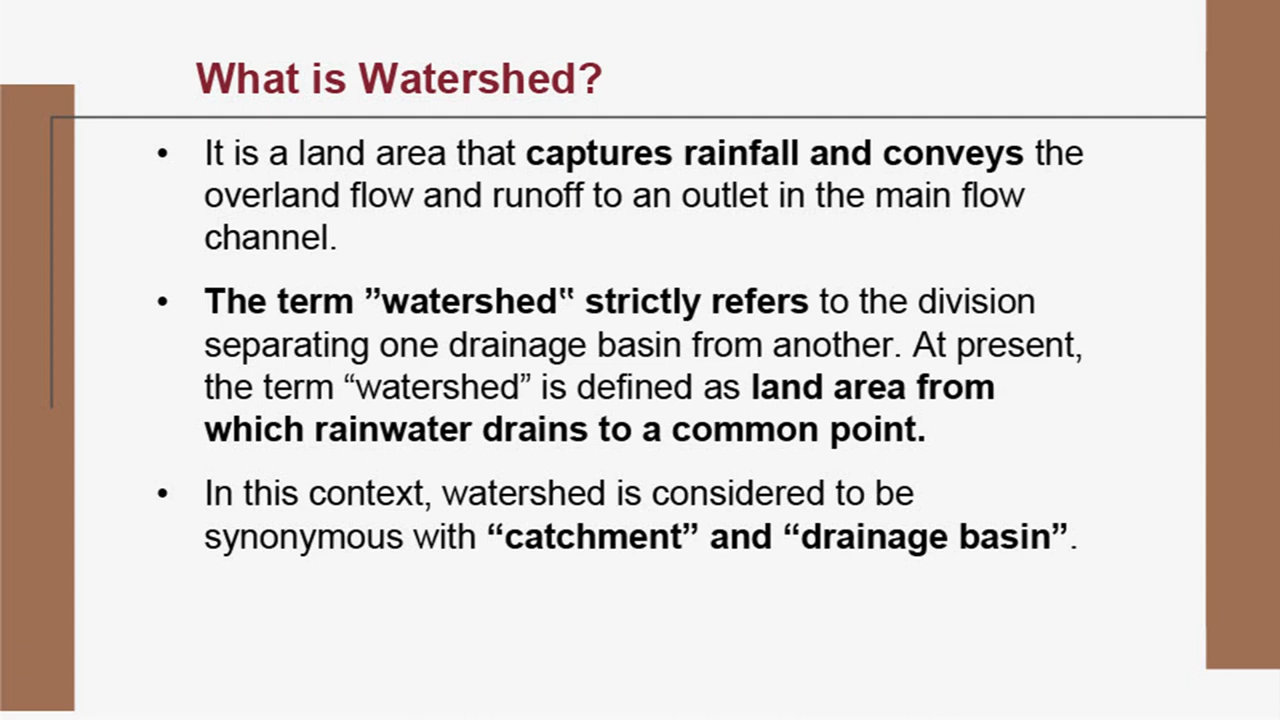 What is Watershed?
• It is a land area that captures rainfall and conveys the
overland flow and runoff to an outlet in the main flow
channel.
• The term ”watershed‟ strictly refers to the division
separating one drainage basin from another. At present,
the term “watershed” is defined as land area from
which rainwater drains to a common point.
• In this context, watershed is considered to be
synonymous with “catchment” and “drainage basin”.